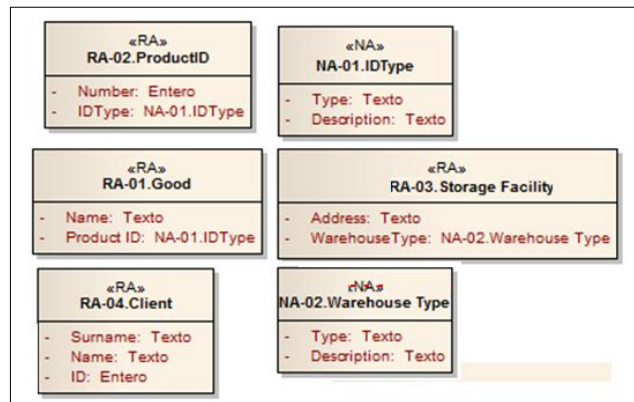 «RA»
RA-02.ProductID
- Number: Entero
- IDType: NA-01.IDType
«NA»
NA-01.IDType
- Type: Texto
- Description: Texto
«RA»
RA-01.Good
- Name: Texto
- Product ID: NA-01.IDType
«RA»
RA-03.Storage Facility
- Address: Texto
- WarehouseType: NA-02.Warehouse Type
«RA»
RA-04.Client
- Surname: Texto
- Name: Texto
- ID: Entero
«NA»
NA-02.Warehouse Type
- Type: Texto
- Description: Texto